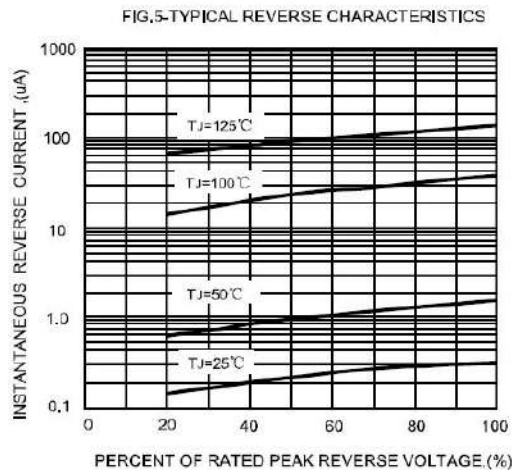 FIG.5-TYPICAL REVERSE CHARACTERISTICS
INSTANTANEOUS REVERSE CURRENT ,(uA)
1000
100
10
1.0
0.1
TJ=125℃
TJ=100℃
TJ=50℃
TJ=25℃
0 20 40 60 80 100
PERCENT OF RATED PEAK REVERSE VOLTAGE,(%)